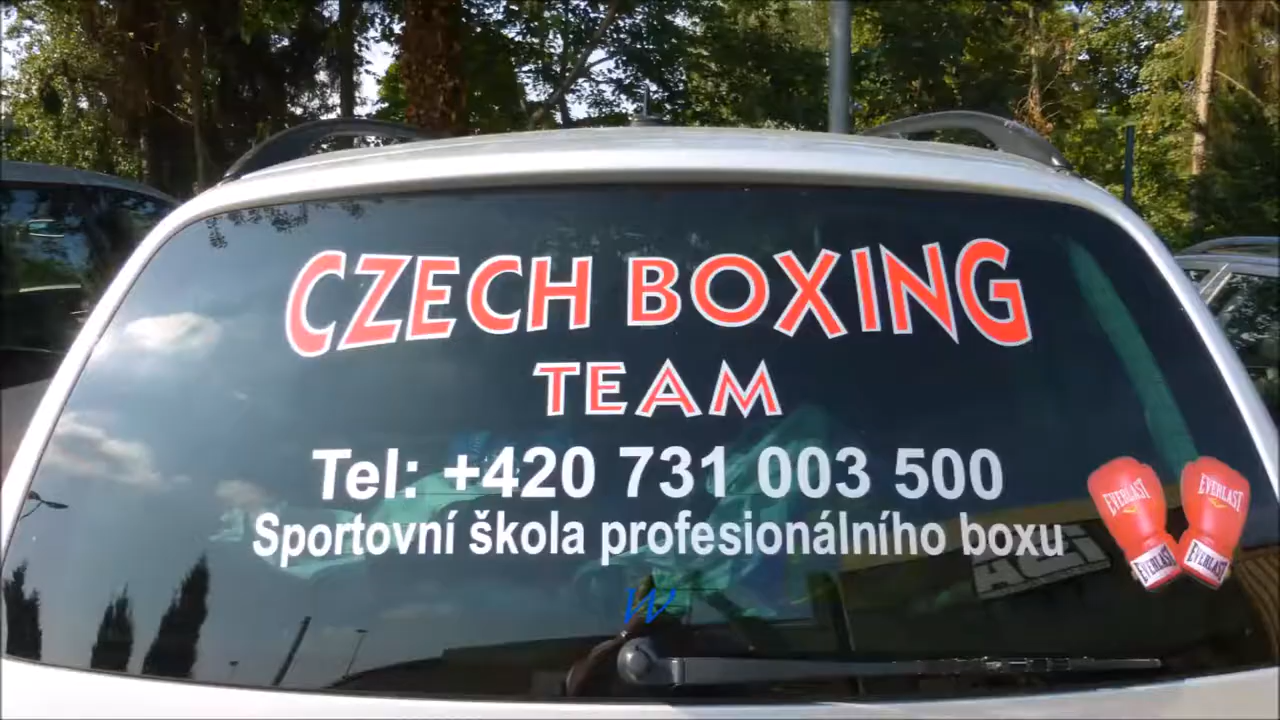 CZECH BOXING
TEAM
Tel: +420 731 003 500
Sportovní škola profesionálního boxu
EVERLAST EVERLAST
EVERLAST EVERLAST
W